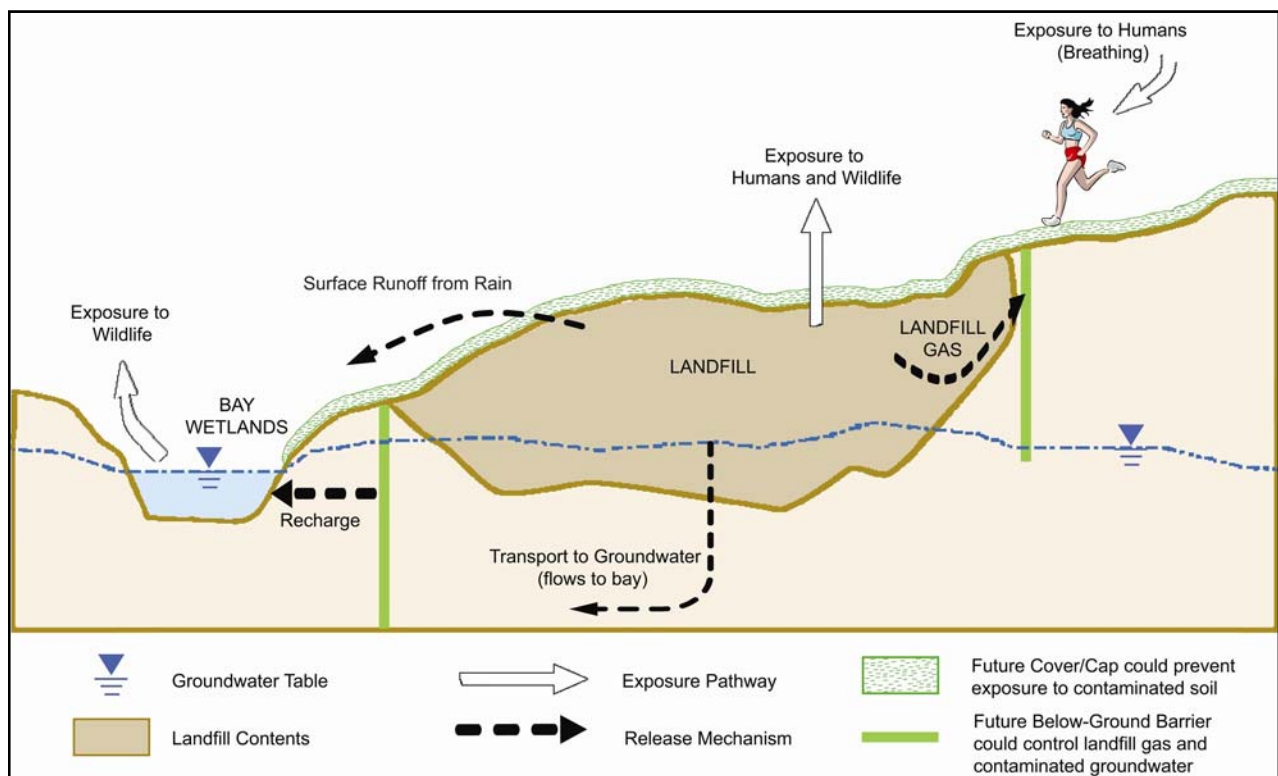 Exposure to Humans
(Breathing)
Exposure to
Humans and Wildlife
Surface Runoff from Rain
Exposure to
Wildlife
LANDFILL
GAS
LANDFILL
BAY
WETLANDS
Recharge
Transport to Groundwater
(flows to bay)
Groundwater Table
Exposure Pathway
Future Cover/Cap could prevent
exposure to contaminated soil
Landfill Contents
Release Mechanism
Future Below-Ground Barrier
could control landfill gas and
contaminated groundwater